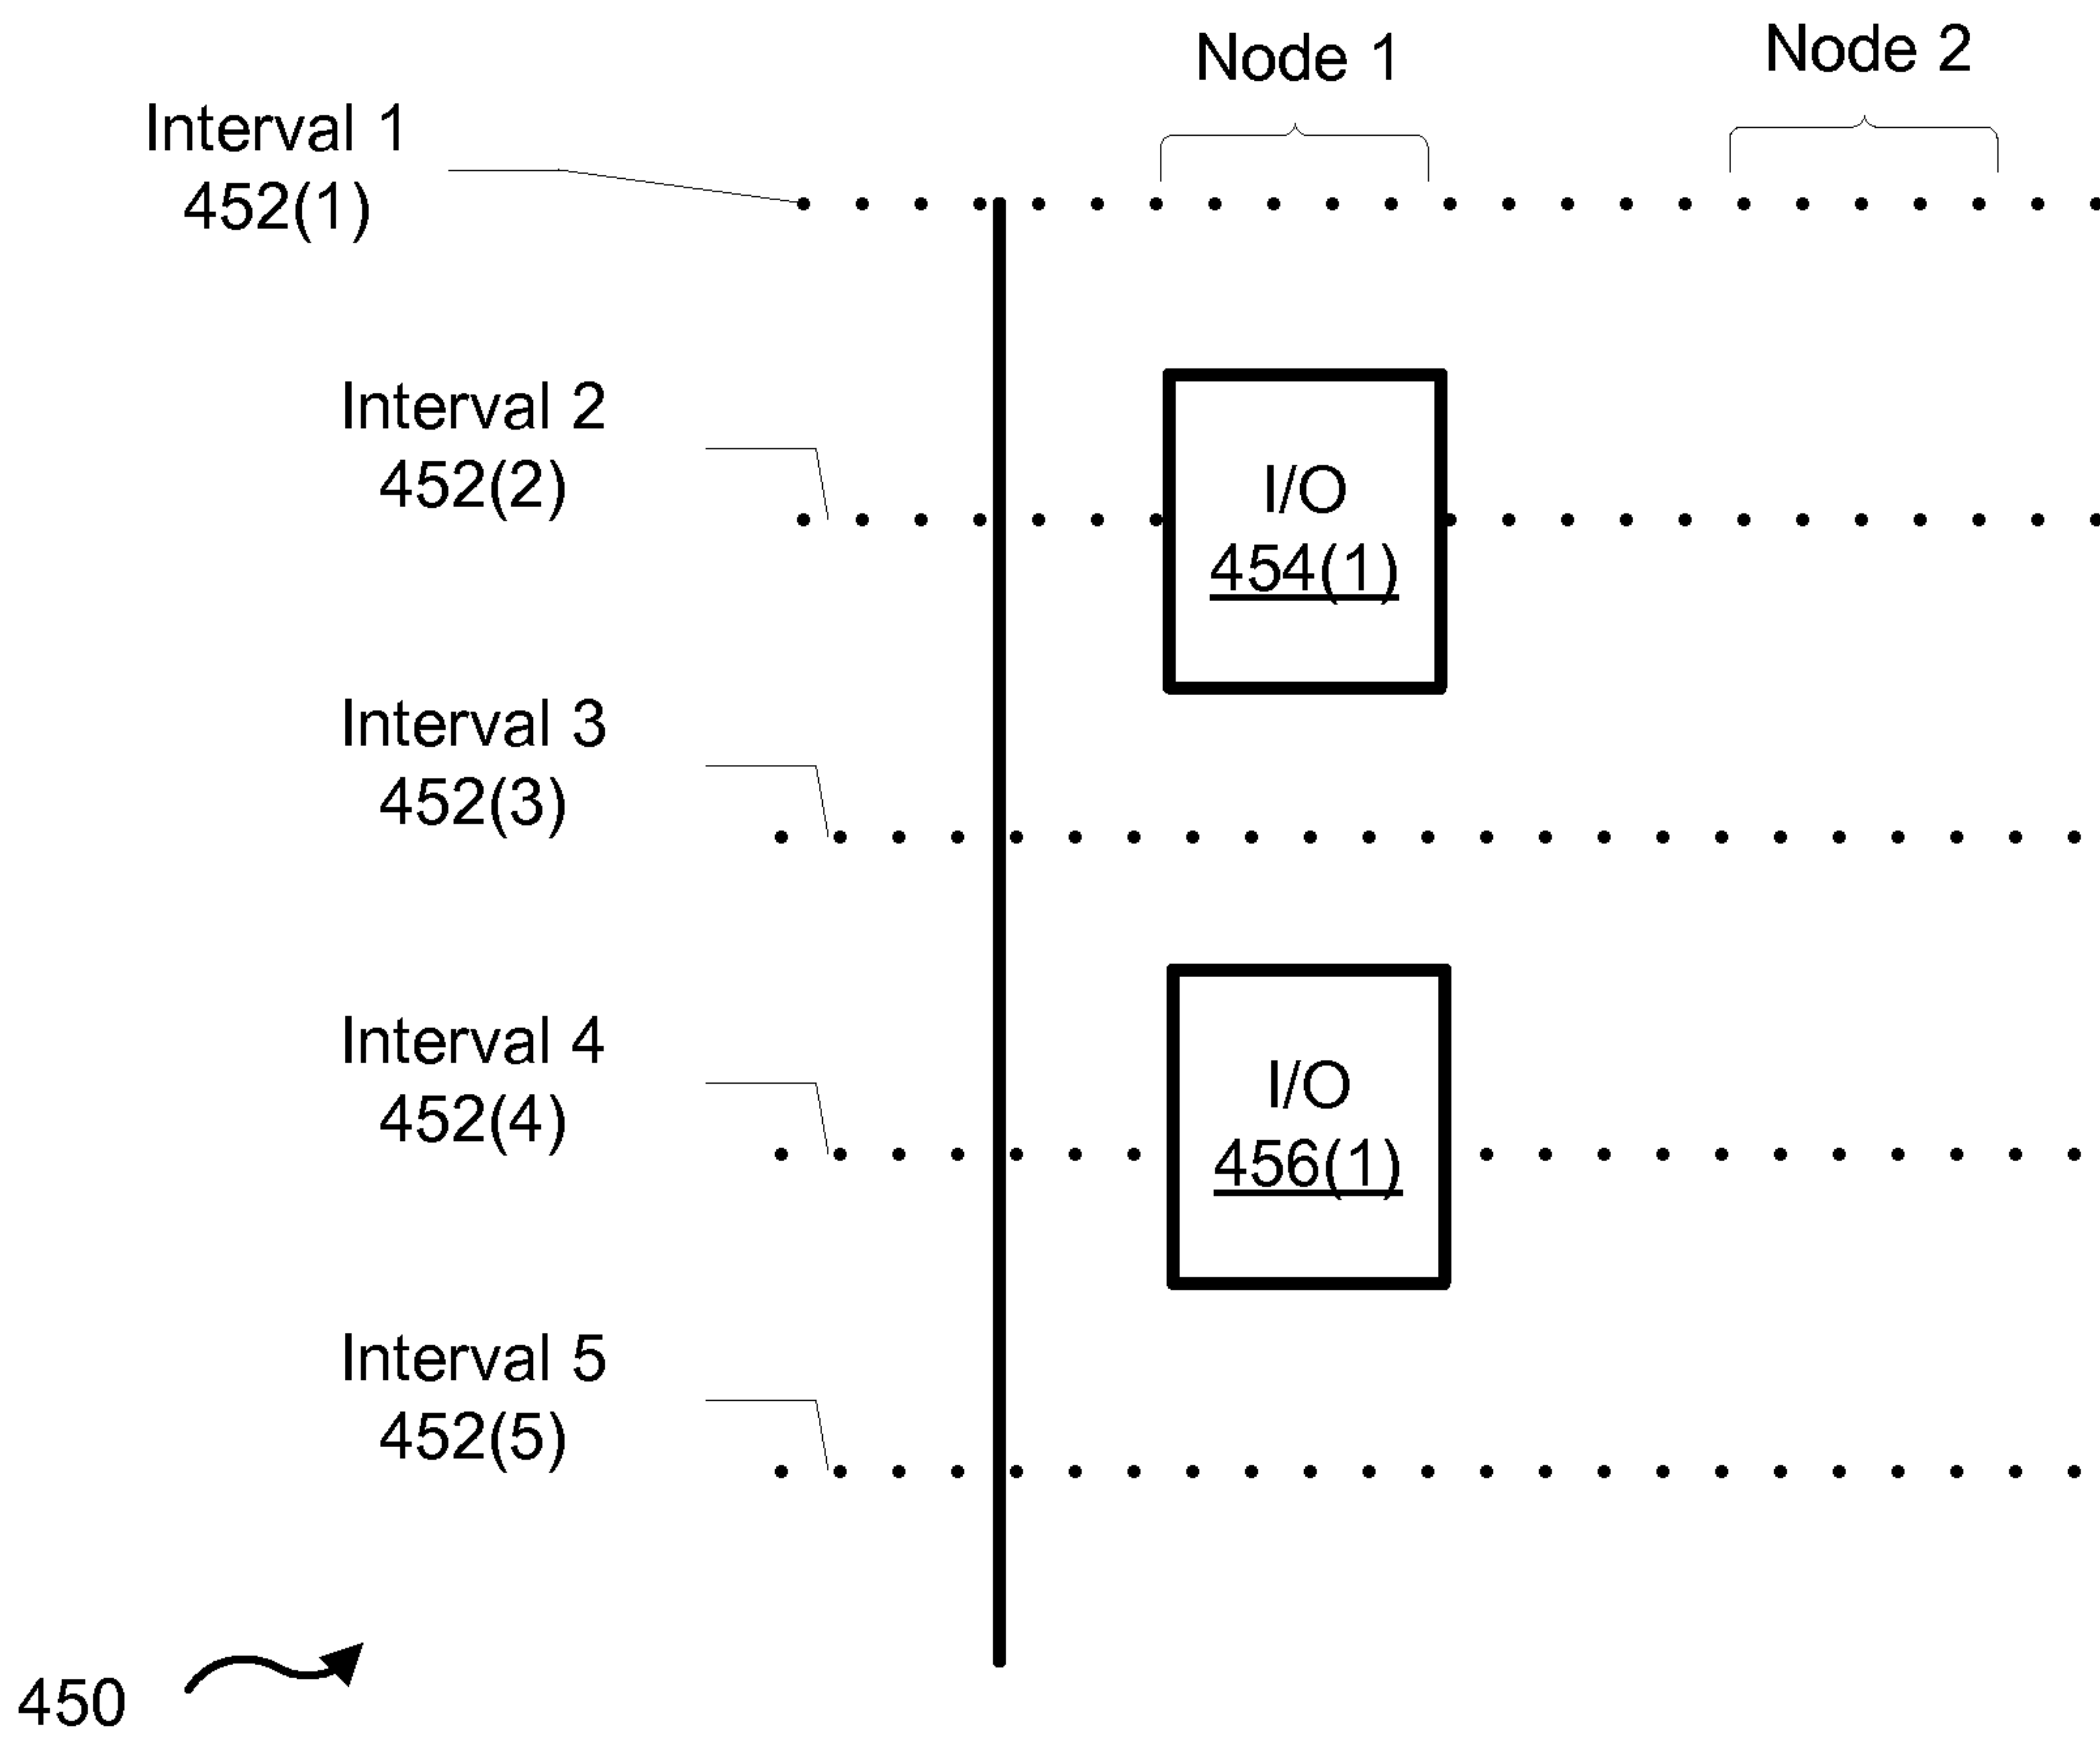 Node 1
Node 2
Interval 1
452(1)
Interval 2
452(2)
I/O
454(1)
Interval 3
452(3)
Interval 4
452(4)
I/O
456(1)
Interval 5
452(5)
450